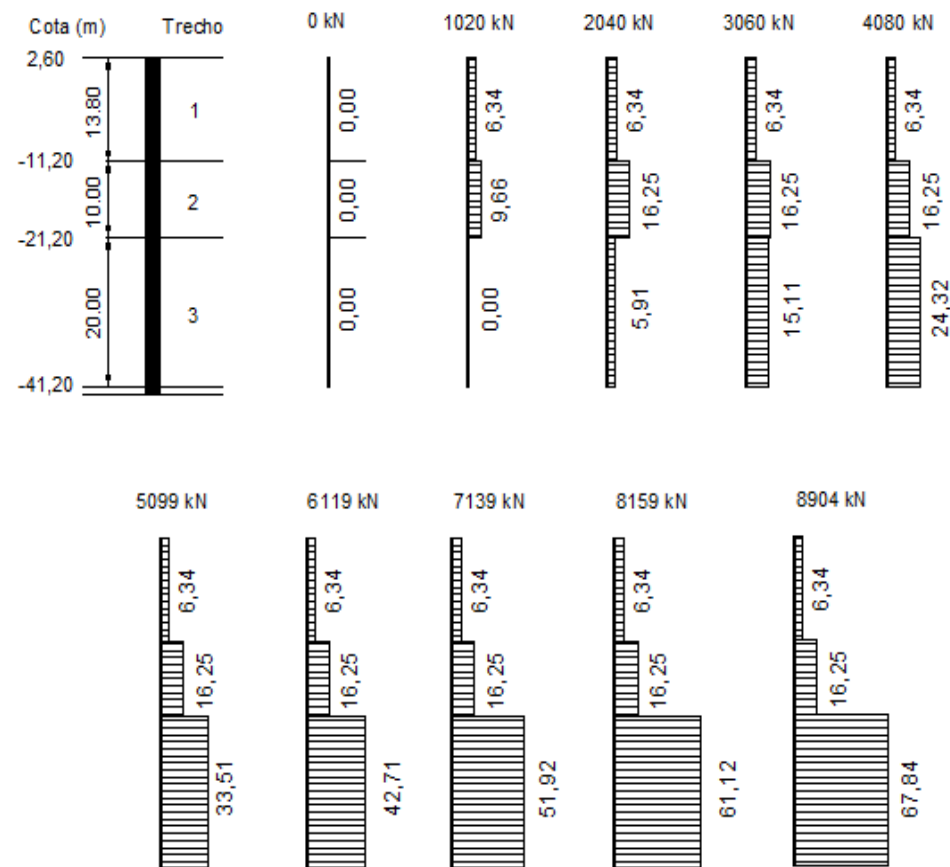 Cota (m) Trecho 0 kN 1020 kN 2040 kN 3060 kN 4080 kN
2,60
13.80 1 0,00 6,34 6,34 6,34 6,34
-11,20
10.00 2 0,00 9,66 16,25 16,25 16,25
-21,20
20.00 3 0,00 0,00 5,91 15,11 24,32
-41,20
5099 kN 6119 kN 7139 kN 8159 kN 8904 kN
6,34 6,34 6,34 6,34 6,34
16,25 16,25 16,25 16,25 16,25
33,51 42,71 51,92 61,12 67,84